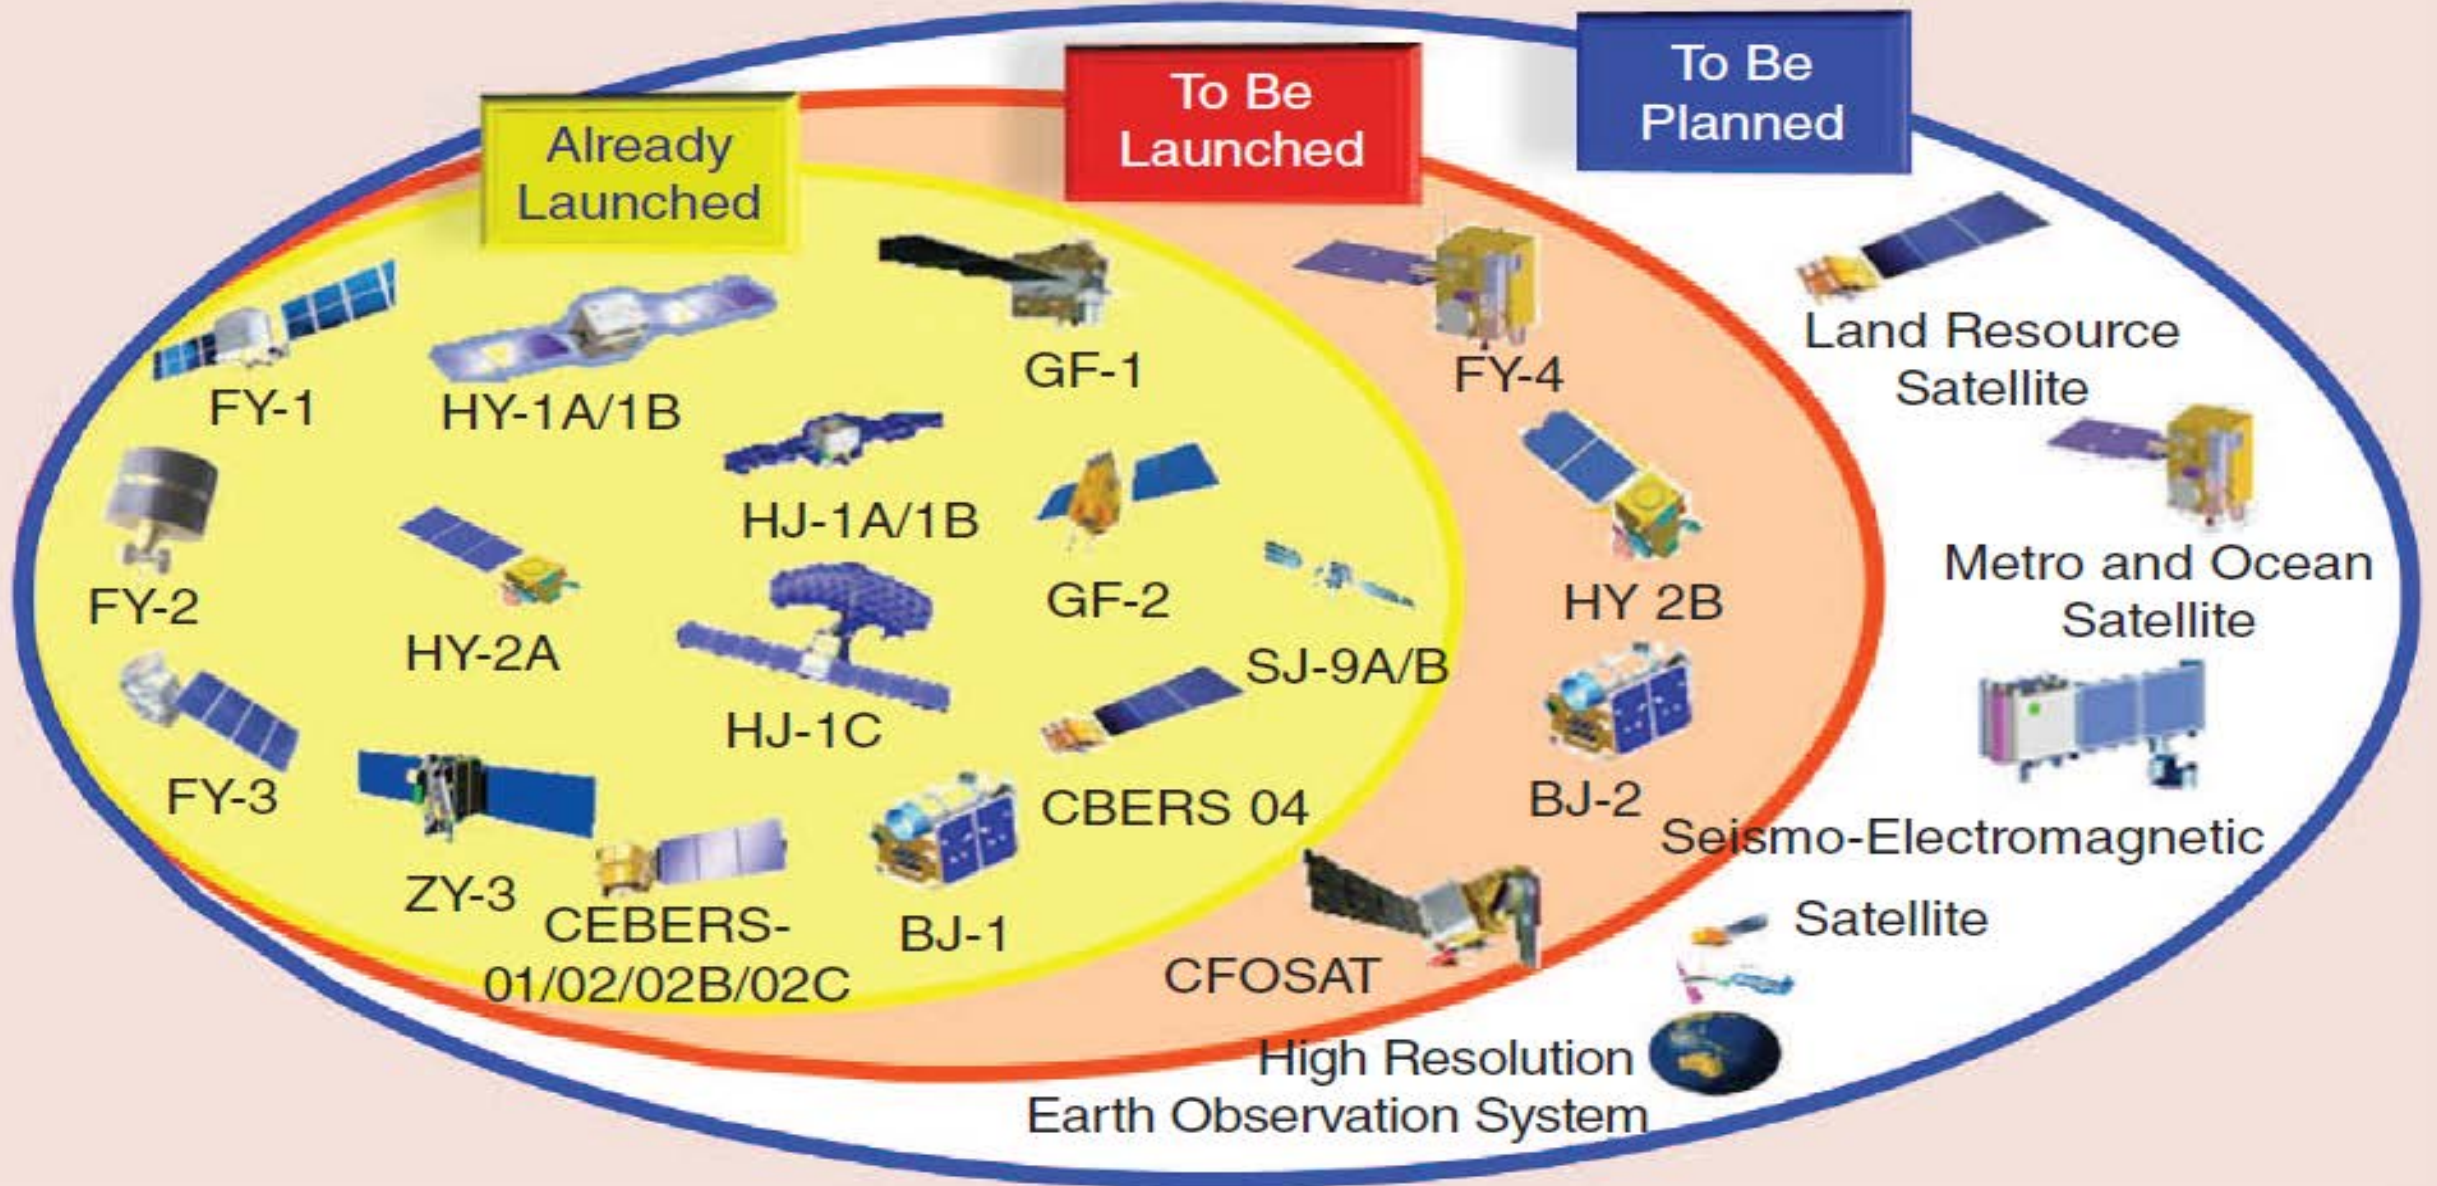 Already
Launched
To Be
Launched
To Be
Planned
FY-1
HY-1A/1B
GF-1
FY-2
HY-2A
HJ-1A/1B
GF-2
SJ-9A/B
FY-3
HJ-1C
CBERS 04
ZY-3
CEBERS-
01/02/02B/02C
BJ-1
FY-4
HY 2B
BJ-2
CFOSAT
Land Resource
Satellite
Metro and Ocean
Satellite
Seismo-Electromagnetic
Satellite
High Resolution
Earth Observation System